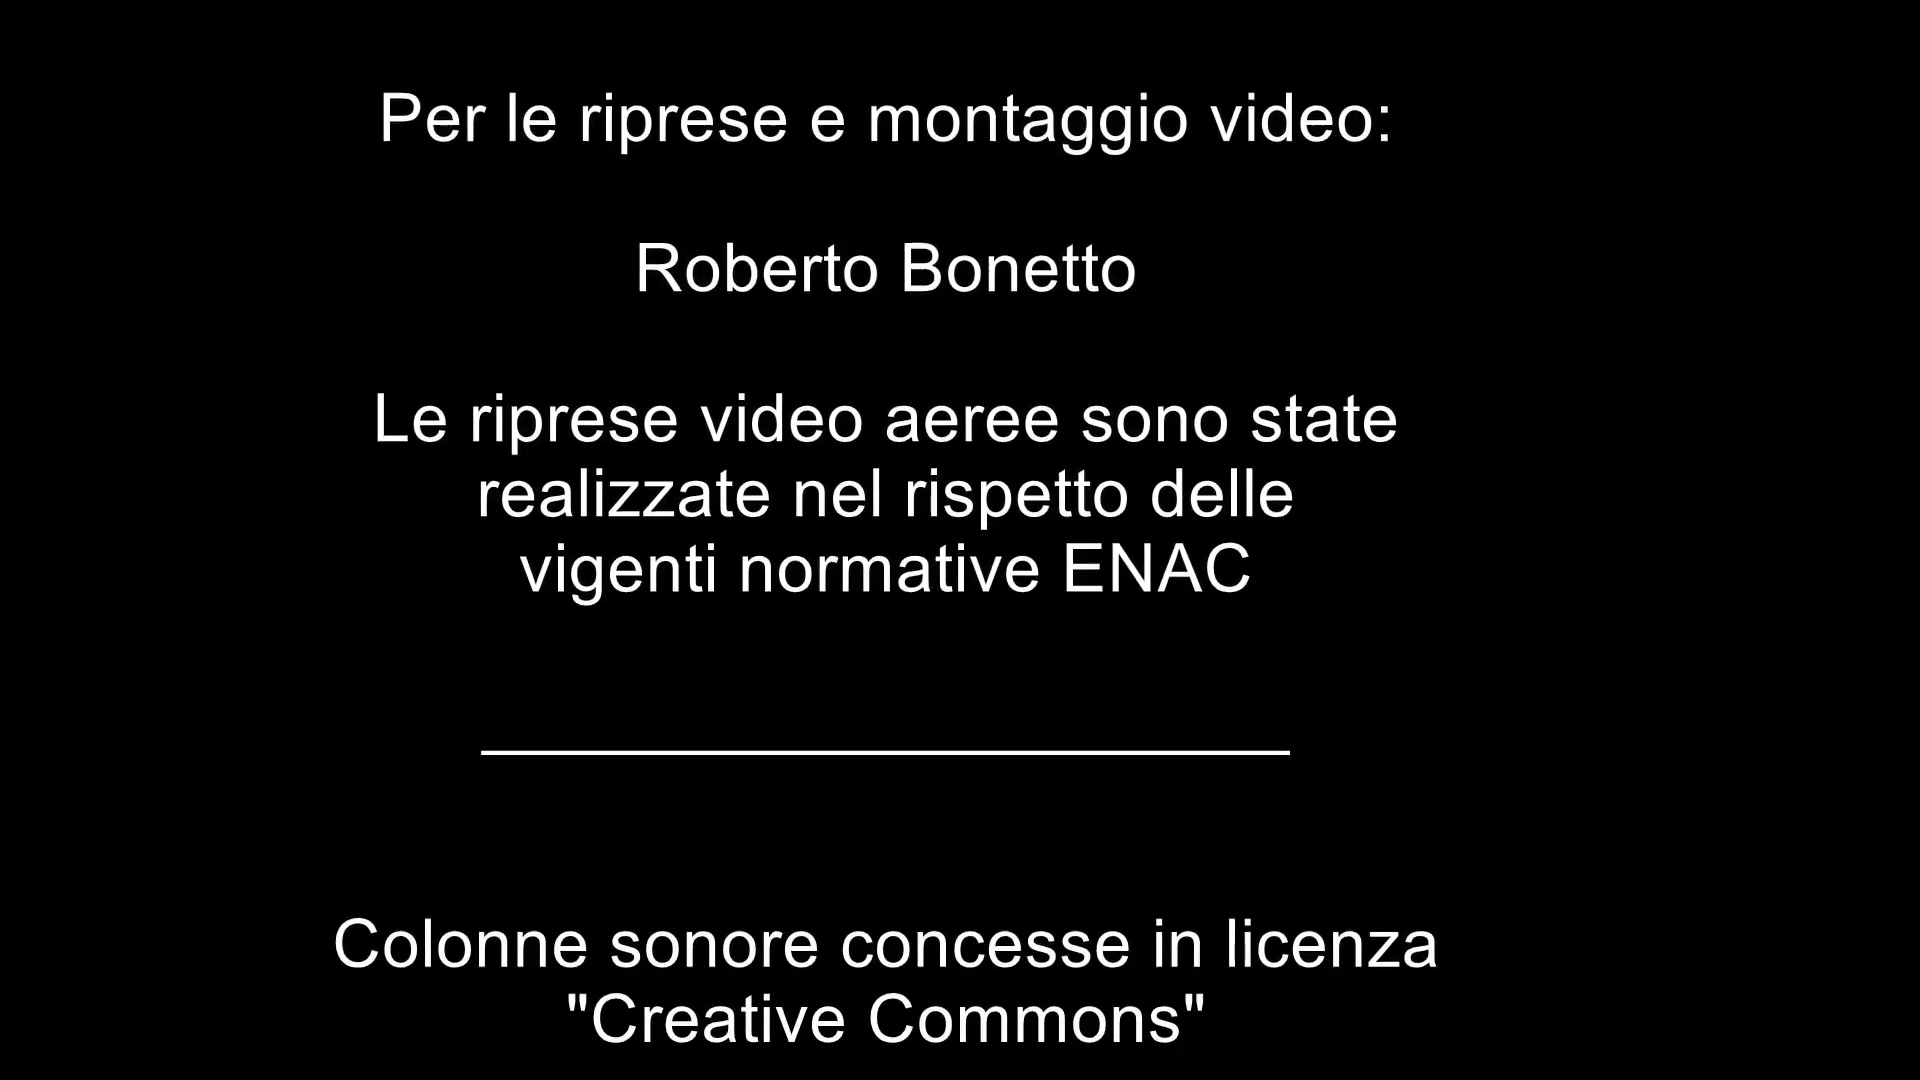 Per le riprese e montaggio video:
Roberto Bonetto
Le riprese video aeree sono state
realizzate nel rispetto delle
vigenti normative ENAC
Colonne sonore concesse in licenza
"Creative Commons"